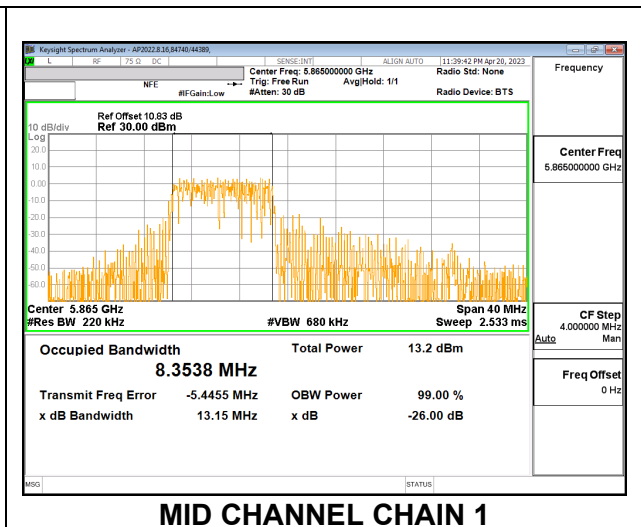 Keysight Spectrum Analyzer - AP2022.8.16,84740/44389,
L RF 75 Ω DC SENSE:INT ALIGN AUTO 11:39:42 PM Apr 20, 2023
Center Freq: 5.865000000 GHz Radio Std: None
NFE Trig: Free Run Avg|Hold: 1/1
#IFGain:Low #Atten: 30 dB Radio Device: BTS
Frequency
Ref Offset 10.83 dB
10 dB/div Ref 30.00 dBm
Log
20.0
10.0
0.00
-10.0
-20.0
-30.0
-40.0
-50.0
-60.0
Center 5.865 GHz Span 40 MHz
#Res BW 220 kHz #VBW 680 kHz Sweep 2.533 ms
Occupied Bandwidth Total Power 13.2 dBm
8.3538 MHz
Transmit Freq Error -5.4455 MHz OBW Power 99.00 %
x dB Bandwidth 13.15 MHz x dB -26.00 dB
Center Freq
5.865000000 GHz
CF Step
4.000000 MHz
Auto Man
Freq Offset
0 Hz
MSG STATUS
MID CHANNEL CHAIN 1